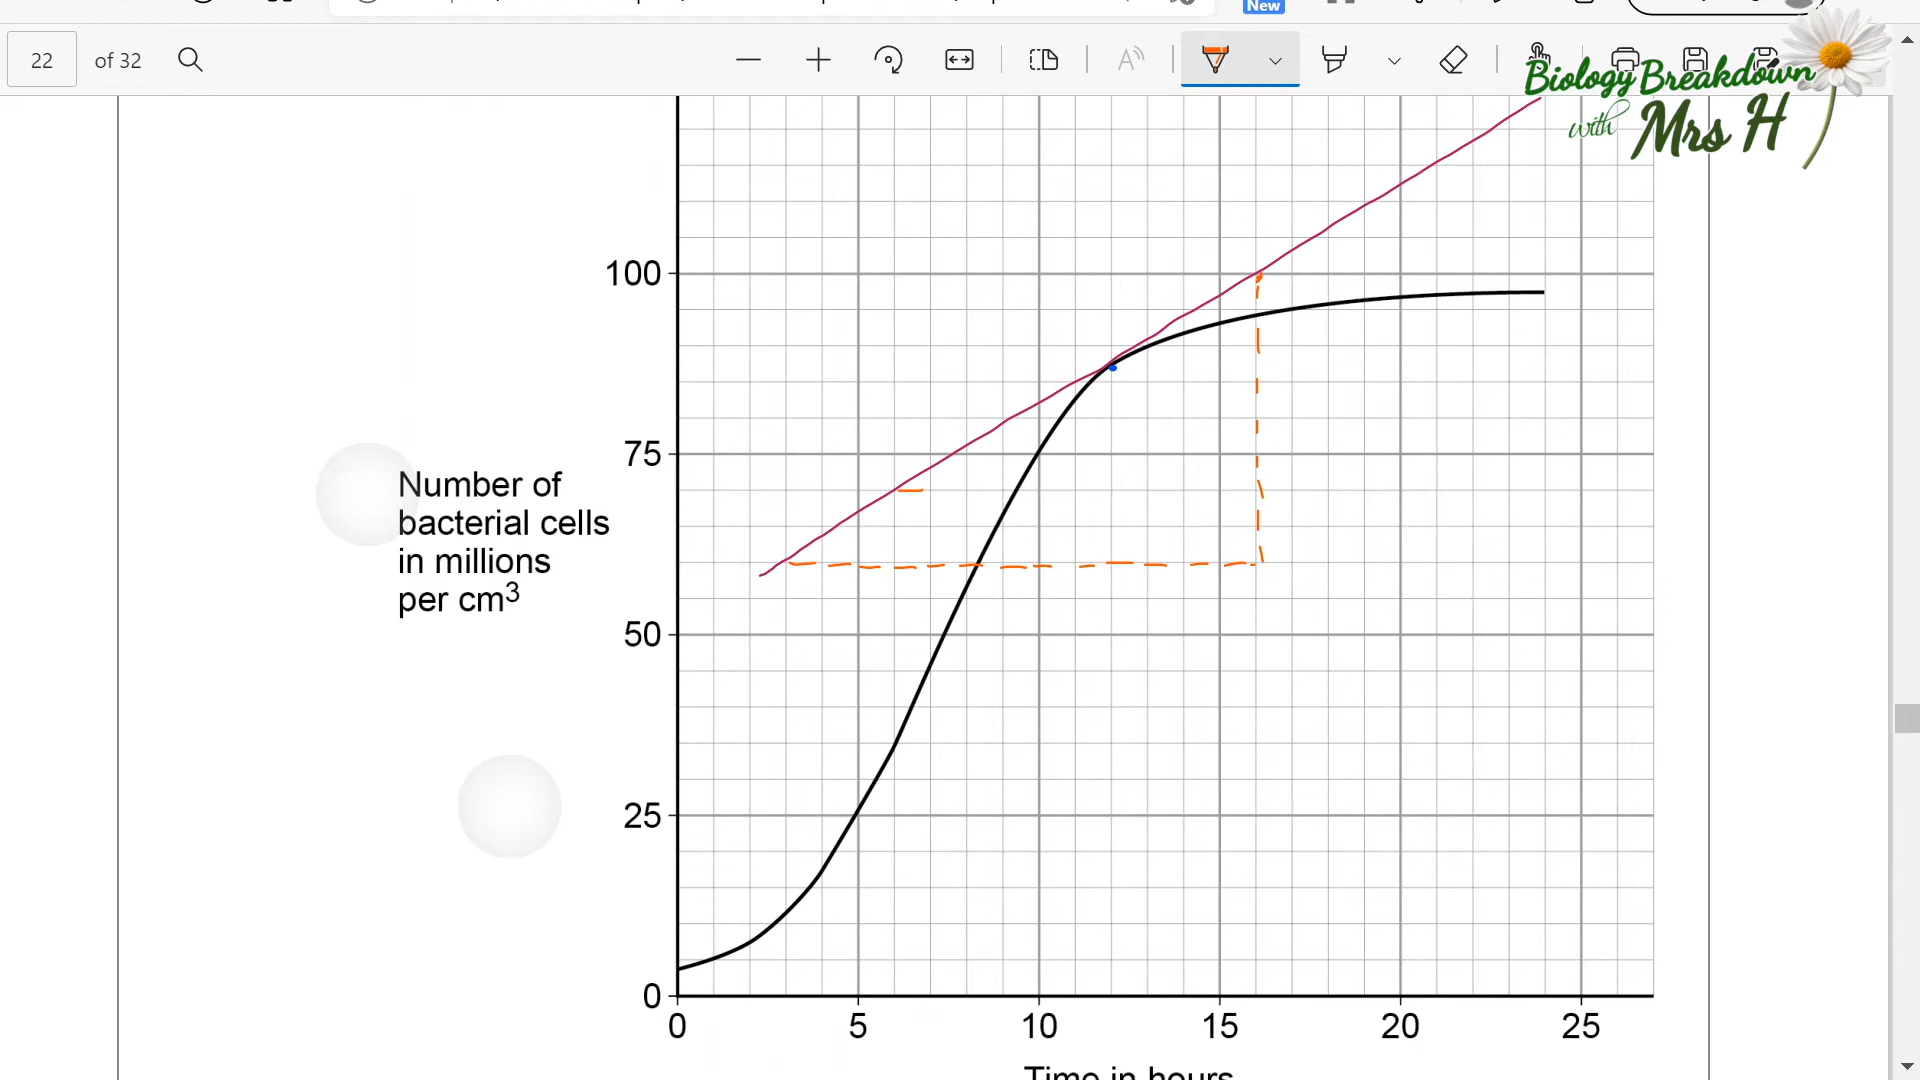 New
22
of 32
Biology Breakdown
with Mrs H
100
75
Number of
bacterial cells
in millions
per cm3
50
25
0
0 5 10 15 20 25
Time in hours